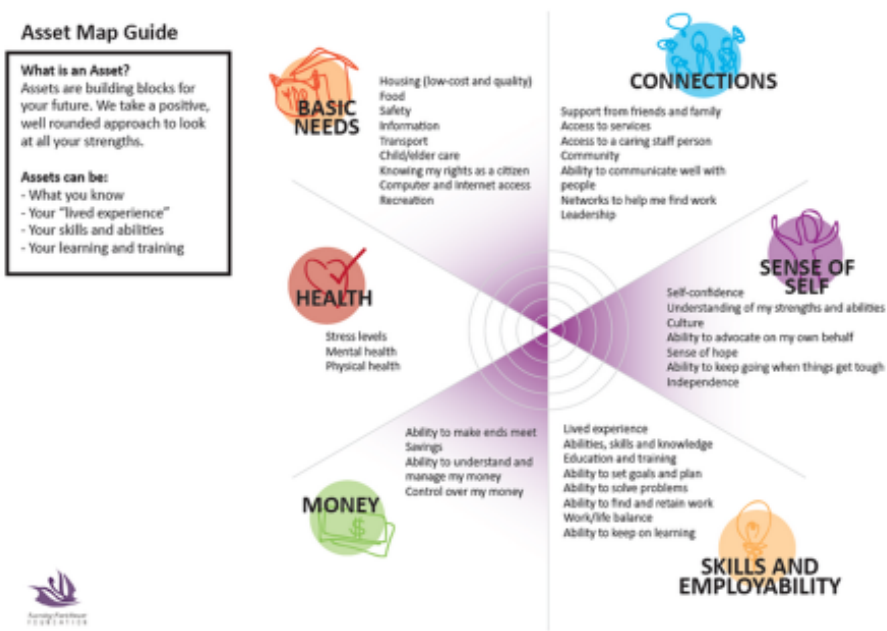 Asset Map Guide
What is an Asset?
Assets are building blocks for
your future. We take a positive,
well rounded approach to look
at all your strengths.
Assets can be:
- What you know
- Your “lived experience”
- Your skills and abilities
- Your learning and training
BASIC
NEEDS
Housing (low-cost and quality)
Food
Safety
Information
Transport
Child/elder care
Knowing my rights as a citizen
Computer and Internet access
Recreation
CONNECTIONS
Support from friends and family
Access to services
Access to a caring staff person
Community
Ability to communicate well with
people
Networks to help me find work
Leadership
SENSE OF
SELF
Self-confidence
Understanding of my strengths and abilities
Culture
Ability to advocate on my own behalf
Sense of hope
Ability to keep going when things get tough
Independence
HEALTH
Stress levels
Mental health
Physical health
MONEY
$
Ability to make ends meet
Savings
Ability to understand and
manage my money
Control over my money
Lived experience
Abilities, skills and knowledge
Education and training
Ability to set goals and plan
Ability to solve problems
Ability to find and retain work
Work/life balance
Ability to keep on learning
SKILLS AND
EMPLOYABILITY
FOUNDATION